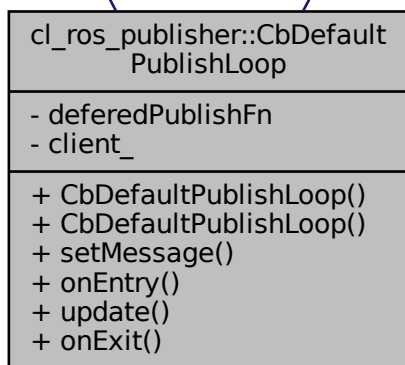 cl_ros_publisher::CbDefault
PublishLoop
- deferedPublishFn
- client_
+ CbDefaultPublishLoop()
+ CbDefaultPublishLoop()
+ setMessage()
+ onEntry()
+ update()
+ onExit()